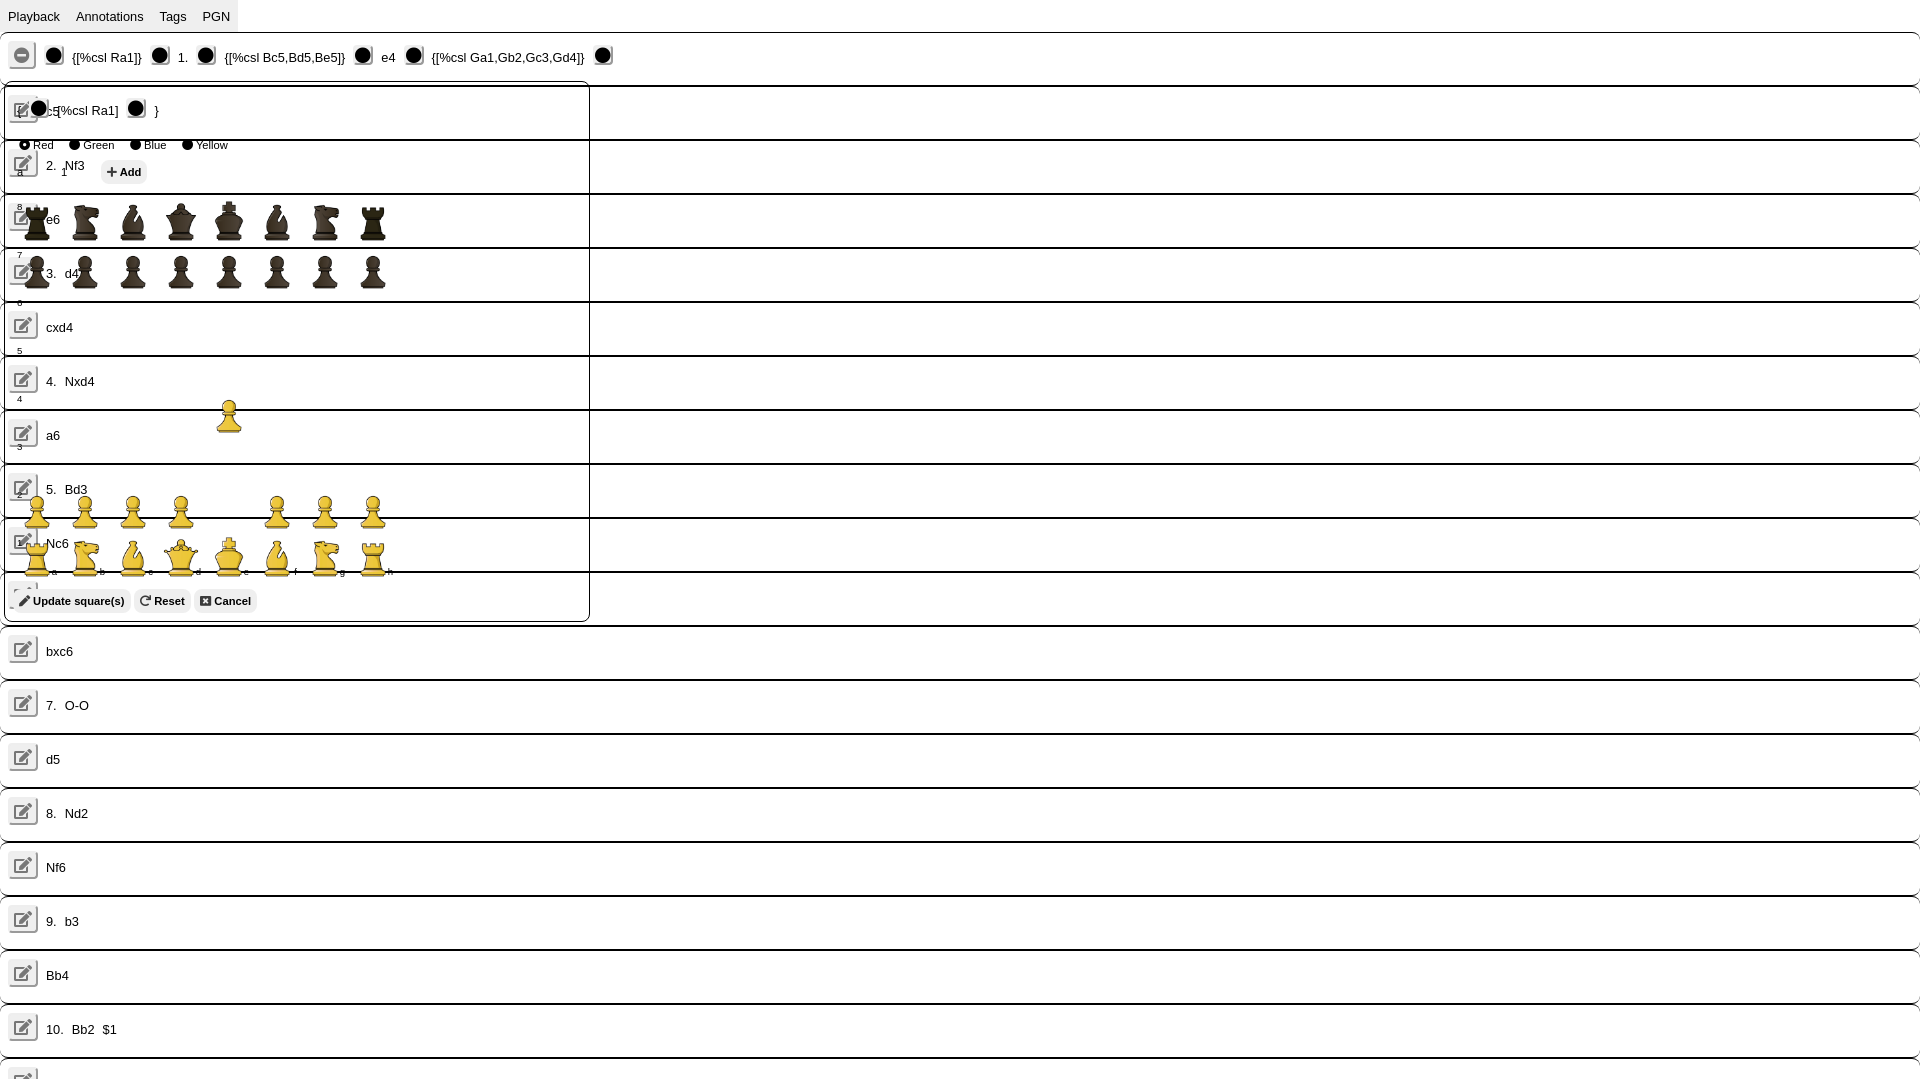 Playback Annotations Tags PGN
{[%csl Ra1]} 1. {[%csl Bc5,Bd5,Be5]} e4 {[%csl Ga1,Gb2,Gc3,Gd4]}
c5
{ [%csl Ra1] }
Red Green Blue Yellow
2. Nf3
a 1 Add
8
e6
7
3. d4
6
cxd4
5
4. Nxd4
4
a6
3
5. Bd3
2
Nc6
1
a b c d e f g h
Update square(s) Reset Cancel
bxc6
7. O-O
d5
8. Nd2
Nf6
9. b3
Bb4
10. Bb2 $1